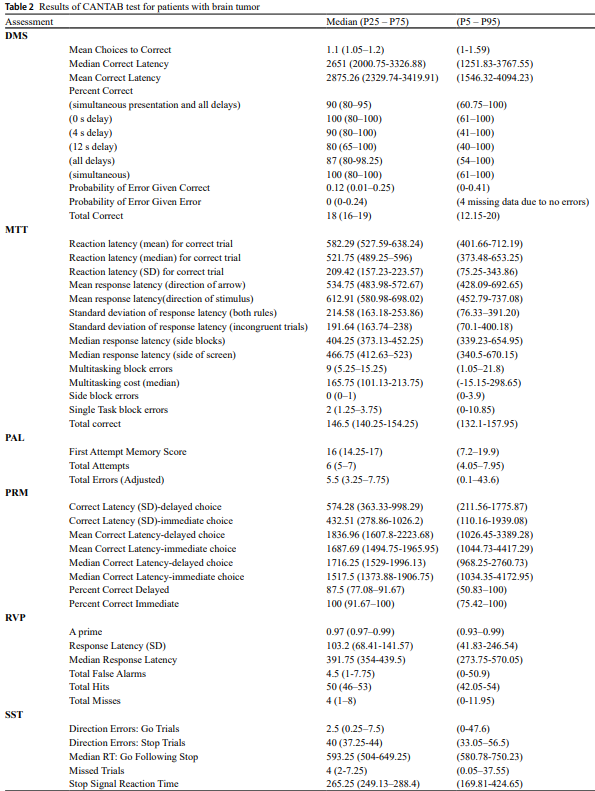 Table 2 Results of CANTAB test for patients with brain tumor
Assessment Median (P25 – P75) (P5 – P95)
DMS
Mean Choices to Correct 1.1 (1.05–1.2) (1-1.59)
Median Correct Latency 2651 (2000.75-3326.88) (1251.83-3767.55)
Mean Correct Latency 2875.26 (2329.74-3419.91) (1546.32-4094.23)
Percent Correct
(simultaneous presentation and all delays) 90 (80–95) (60.75–100)
(0 s delay) 100 (80–100) (61–100)
(4 s delay) 90 (80–100) (41–100)
(12 s delay) 80 (65–100) (40–100)
(all delays) 87 (80-98.25) (54–100)
(simultaneous) 100 (80–100) (61–100)
Probability of Error Given Correct 0.12 (0.01–0.25) (0-0.41)
Probability of Error Given Error 0 (0-0.24) (4 missing data due to no errors)
Total Correct 18 (16–19) (12.15-20)
MTT
Reaction latency (mean) for correct trial 582.29 (527.59-638.24) (401.66-712.19)
Reaction latency (median) for correct trial 521.75 (489.25–596) (373.48-653.25)
Reaction latency (SD) for correct trial 209.42 (157.23-223.57) (75.25-343.86)
Mean response latency (direction of arrow) 534.75 (483.98-572.67) (428.09-692.65)
Mean response latency(direction of stimulus) 612.91 (580.98-698.02) (452.79-737.08)
Standard deviation of response latency (both rules) 214.58 (163.18-253.86) (76.33–391.20)
Standard deviation of response latency (incongruent trials) 191.64 (163.74–238) (70.1-400.18)
Median response latency (side blocks) 404.25 (373.13-452.25) (339.23-654.95)
Median response latency (side of screen) 466.75 (412.63–523) (340.5-670.15)
Multitasking block errors 9 (5.25–15.25) (1.05–21.8)
Multitasking cost (median) 165.75 (101.13-213.75) (-15.15-298.65)
Side block errors 0 (0–1) (0-3.9)
Single Task block errors 2 (1.25–3.75) (0-10.85)
Total correct 146.5 (140.25-154.25) (132.1-157.95)
PAL
First Attempt Memory Score 16 (14.25-17) (7.2–19.9)
Total Attempts 6 (5–7) (4.05–7.95)
Total Errors (Adjusted) 5.5 (3.25–7.75) (0.1–43.6)
PRM
Correct Latency (SD)-delayed choice 574.28 (363.33-998.29) (211.56-1775.87)
Correct Latency (SD)-immediate choice 432.51 (278.86-1026.2) (110.16-1939.08)
Mean Correct Latency-delayed choice 1836.96 (1607.8-2223.68) (1026.45-3389.28)
Mean Correct Latency-immediate choice 1687.69 (1494.75-1965.95) (1044.73-4417.29)
Median Correct Latency-delayed choice 1716.25 (1529-1996.13) (968.25-2760.73)
Median Correct Latency-immediate choice 1517.5 (1373.88-1906.75) (1034.35-4172.95)
Percent Correct Delayed 87.5 (77.08–91.67) (50.83–100)
Percent Correct Immediate 100 (91.67–100) (75.42–100)
RVP
A prime 0.97 (0.97–0.99) (0.93–0.99)
Response Latency (SD) 103.2 (68.41-141.57) (41.83-246.54)
Median Response Latency 391.75 (354-439.5) (273.75-570.05)
Total False Alarms 4.5 (1-7.75) (0-50.9)
Total Hits 50 (46–53) (42.05-54)
Total Misses 4 (1–8) (0-11.95)
SST
Direction Errors: Go Trials 2.5 (0.25–7.5) (0-47.6)
Direction Errors: Stop Trials 40 (37.25-44) (33.05-56.5)
Median RT: Go Following Stop 593.25 (504-649.25) (580.78-750.23)
Missed Trials 4 (2-7.25) (0.05-37.55)
Stop Signal Reaction Time 265.25 (249.13–288.4) (169.81-424.65)